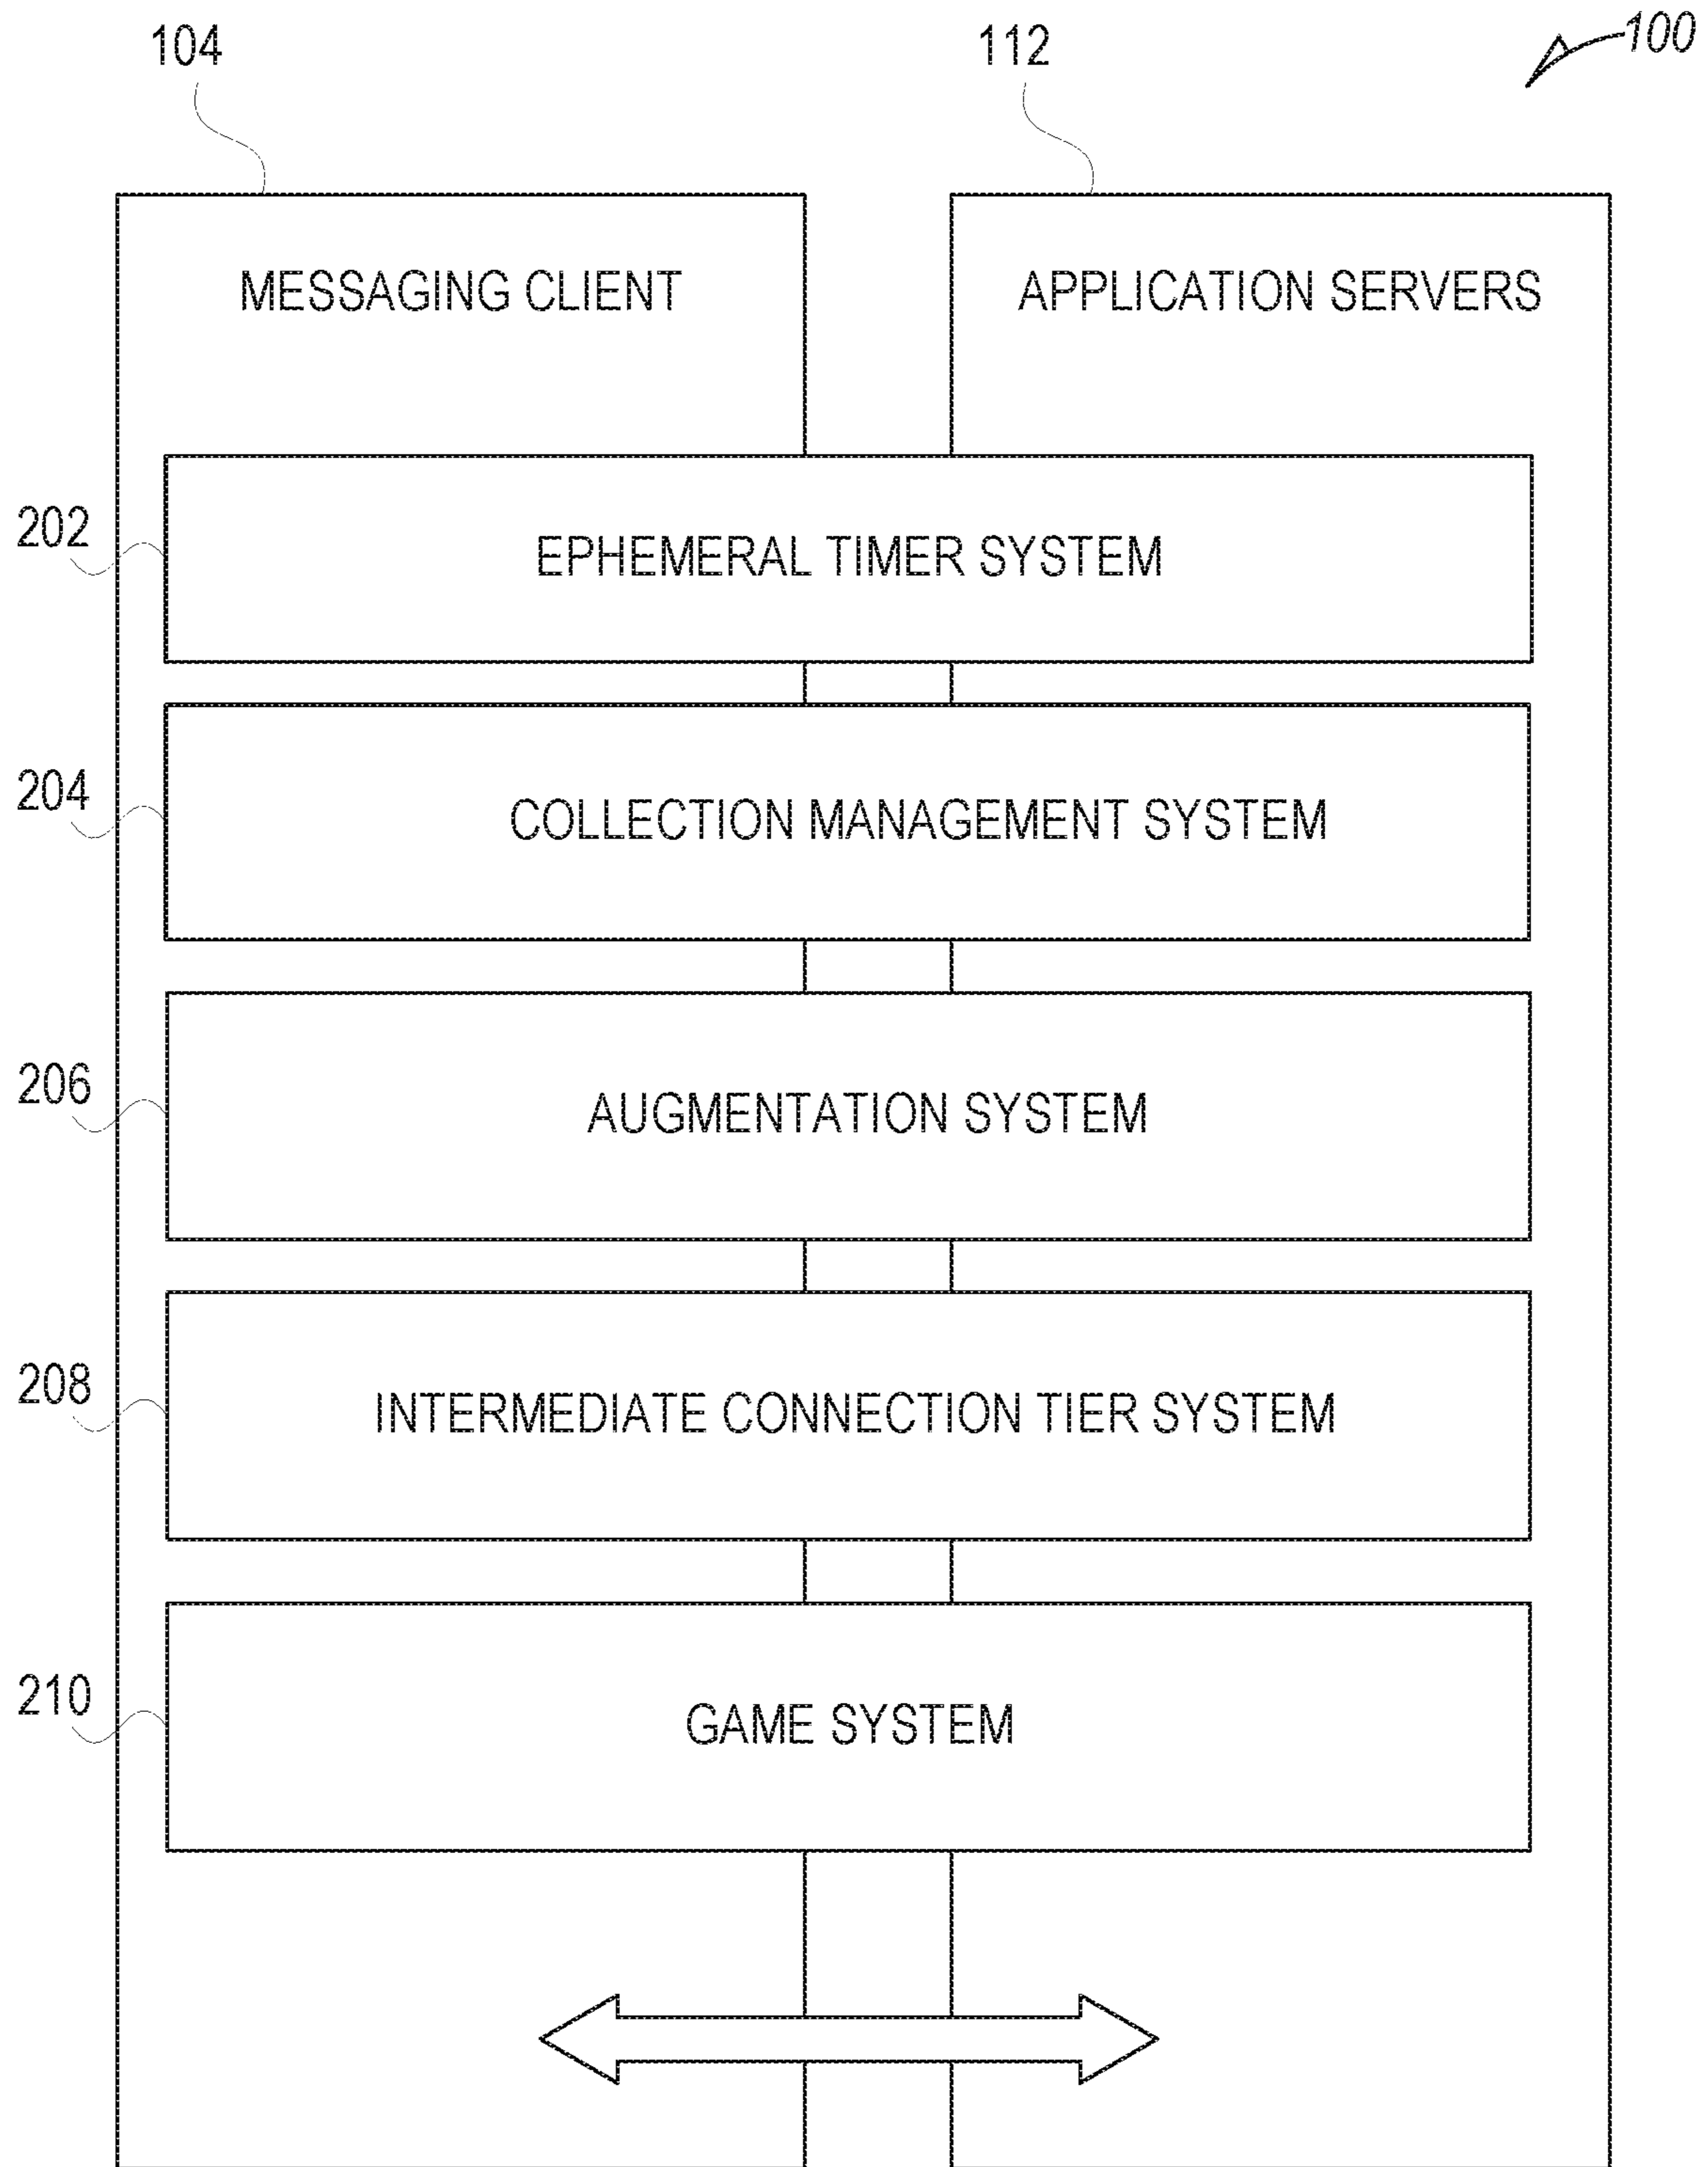 104
112
100
MESSAGING CLIENT
APPLICATION SERVERS
202
EPHEMERAL TIMER SYSTEM
204
COLLECTION MANAGEMENT SYSTEM
206
AUGMENTATION SYSTEM
208
INTERMEDIATE CONNECTION TIER SYSTEM
210
GAME SYSTEM